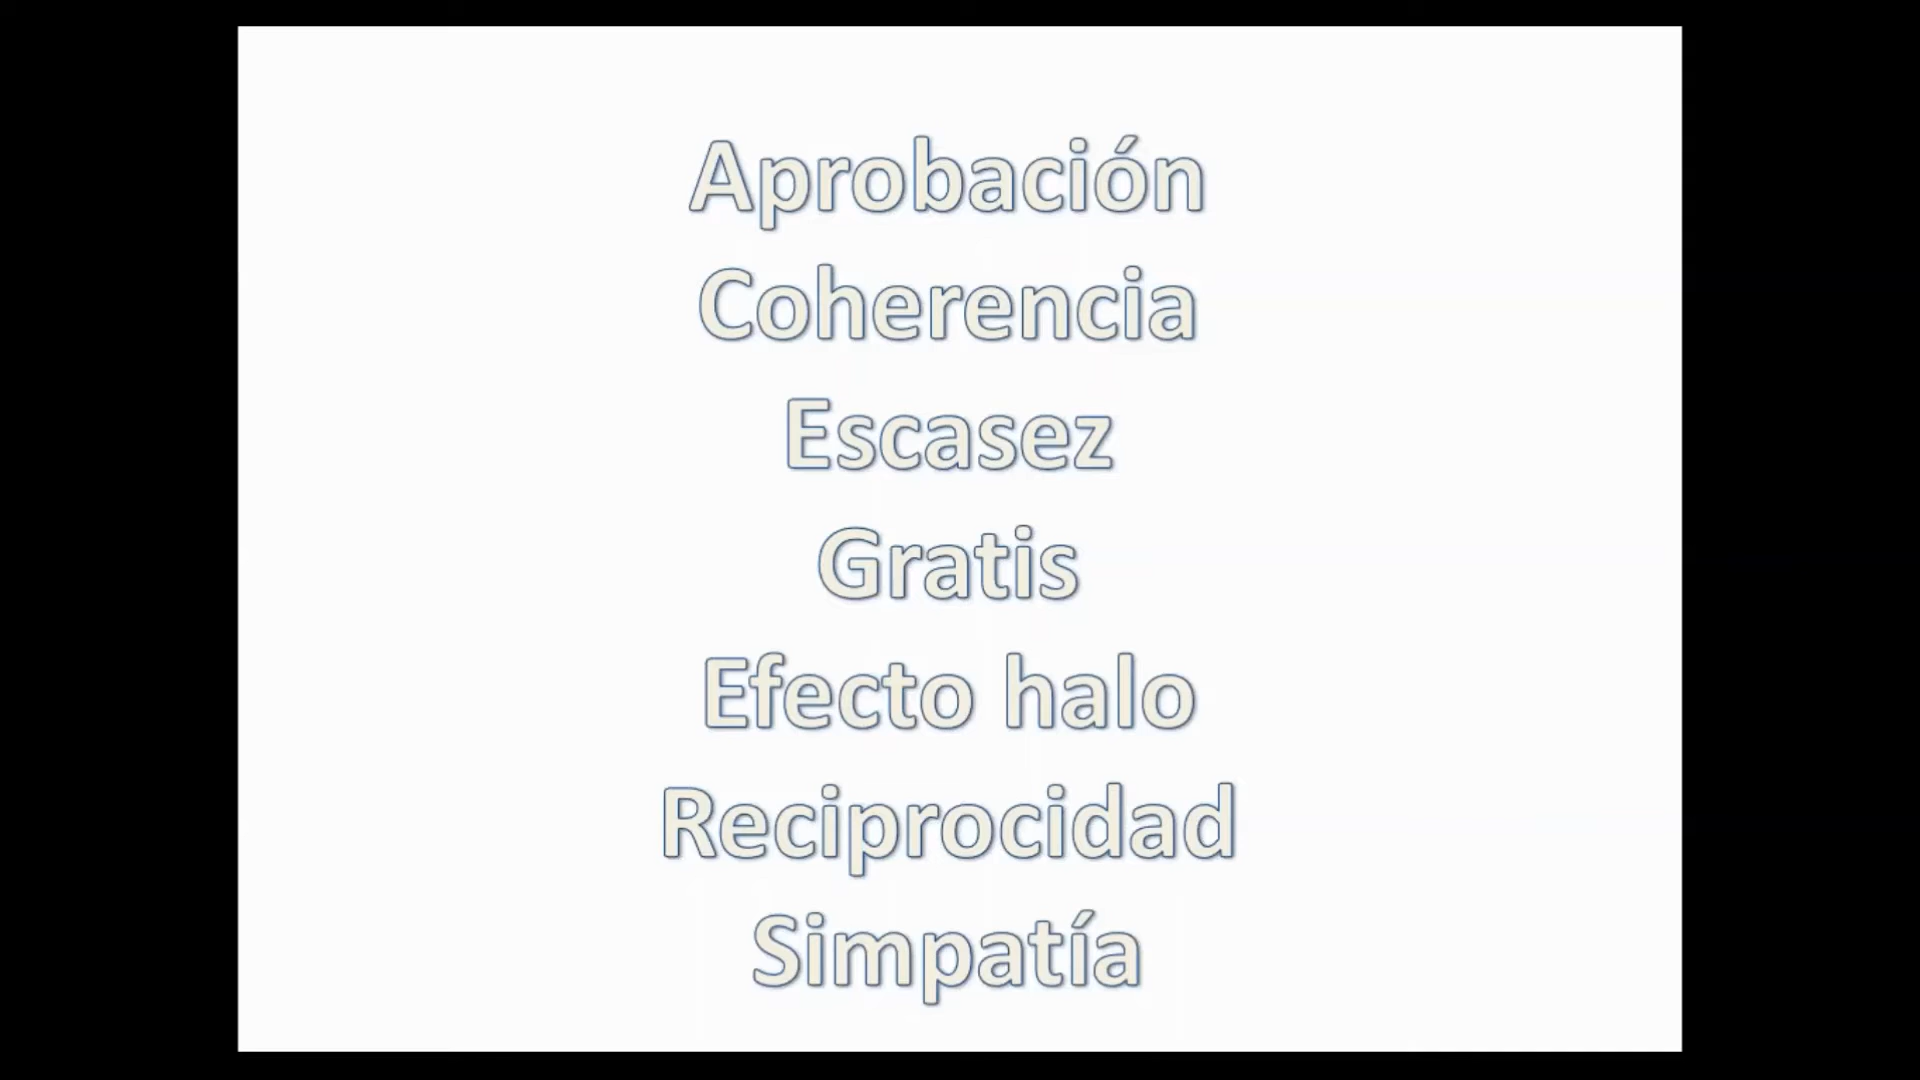 Aprobación
Coherencia
Escasez
Gratis
Efecto halo
Reciprocidad
Simpatía